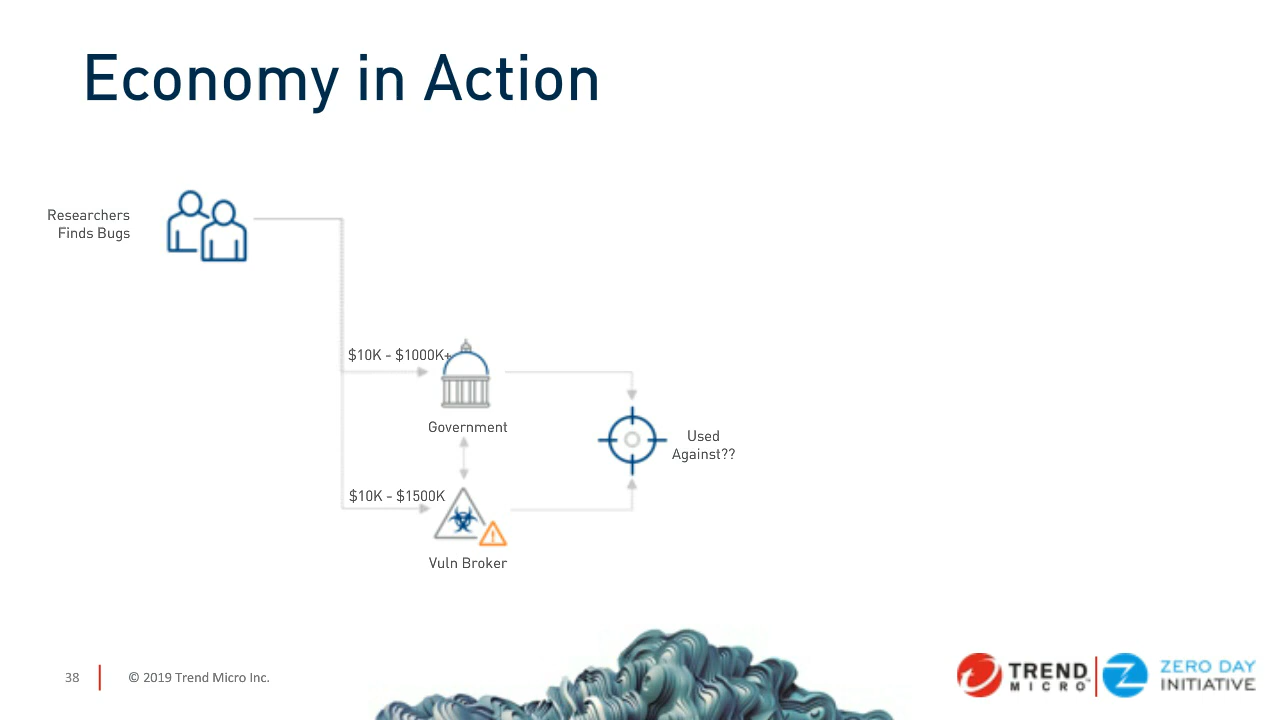 Economy in Action
Researchers
Finds Bugs
$10K - $1000K+
Government
Used
Against??
$10K - $1500K
Vuln Broker
38
© 2019 Trend Micro Inc.
TREND
MICRO™
ZERO DAY
INITIATIVE